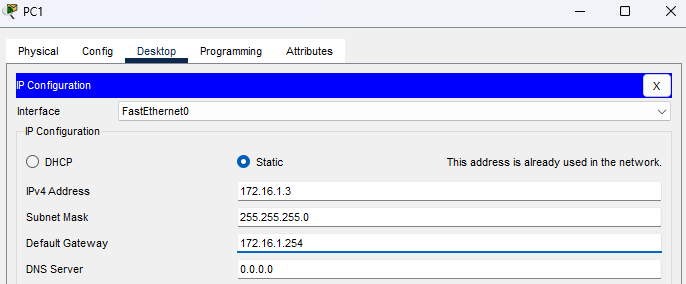 PC1
Physical Config Desktop Programming Attributes
IP Configuration X
Interface FastEthernet0
IP Configuration
DHCP Static This address is already used in the network.
IPv4 Address 172.16.1.3
Subnet Mask 255.255.255.0
Default Gateway 172.16.1.254
DNS Server 0.0.0.0